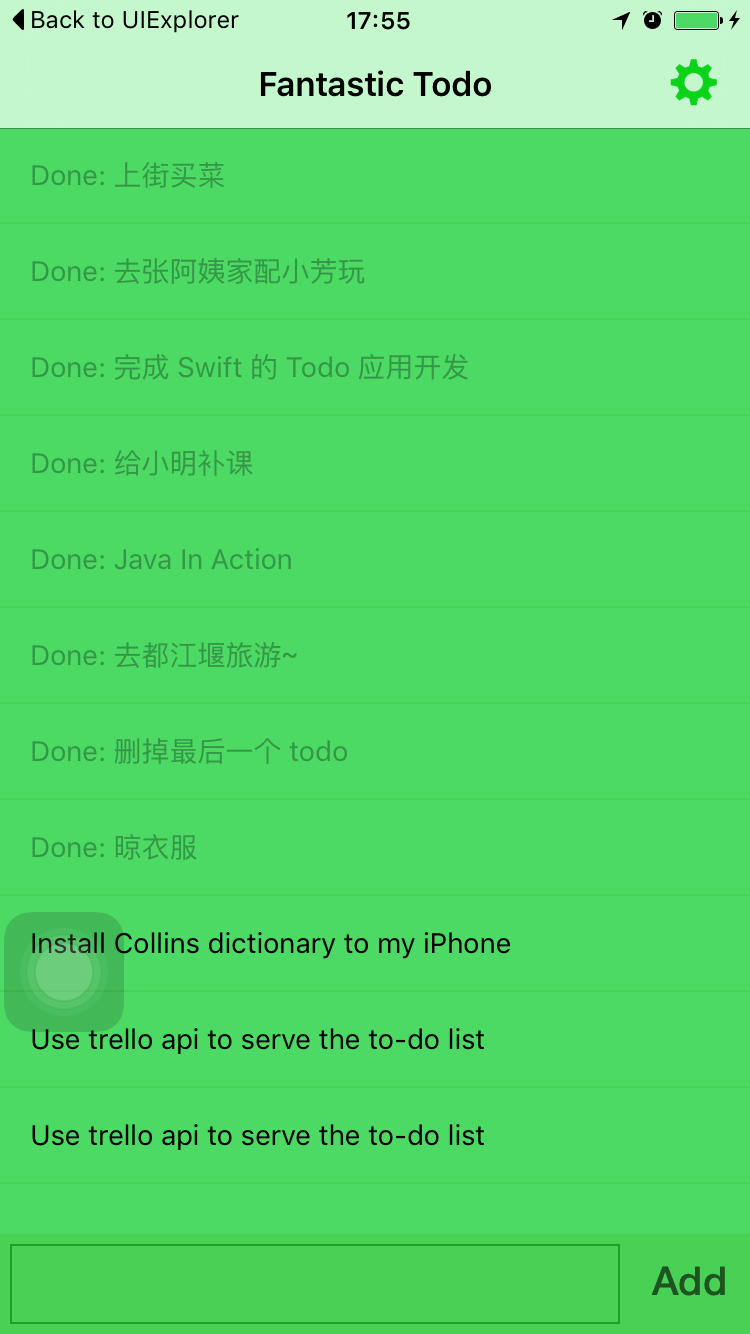 Back to UIExplorer 17:55
Fantastic Todo
Done: 上街买菜
Done: 去张阿姨家配小芳玩
Done: 完成 Swift 的 Todo 应用开发
Done: 给小明补课
Done: Java In Action
Done: 去都江堰旅游~
Done: 删掉最后一个 todo
Done: 晾衣服
Install Collins dictionary to my iPhone
Use trello api to serve the to-do list
Use trello api to serve the to-do list
Add